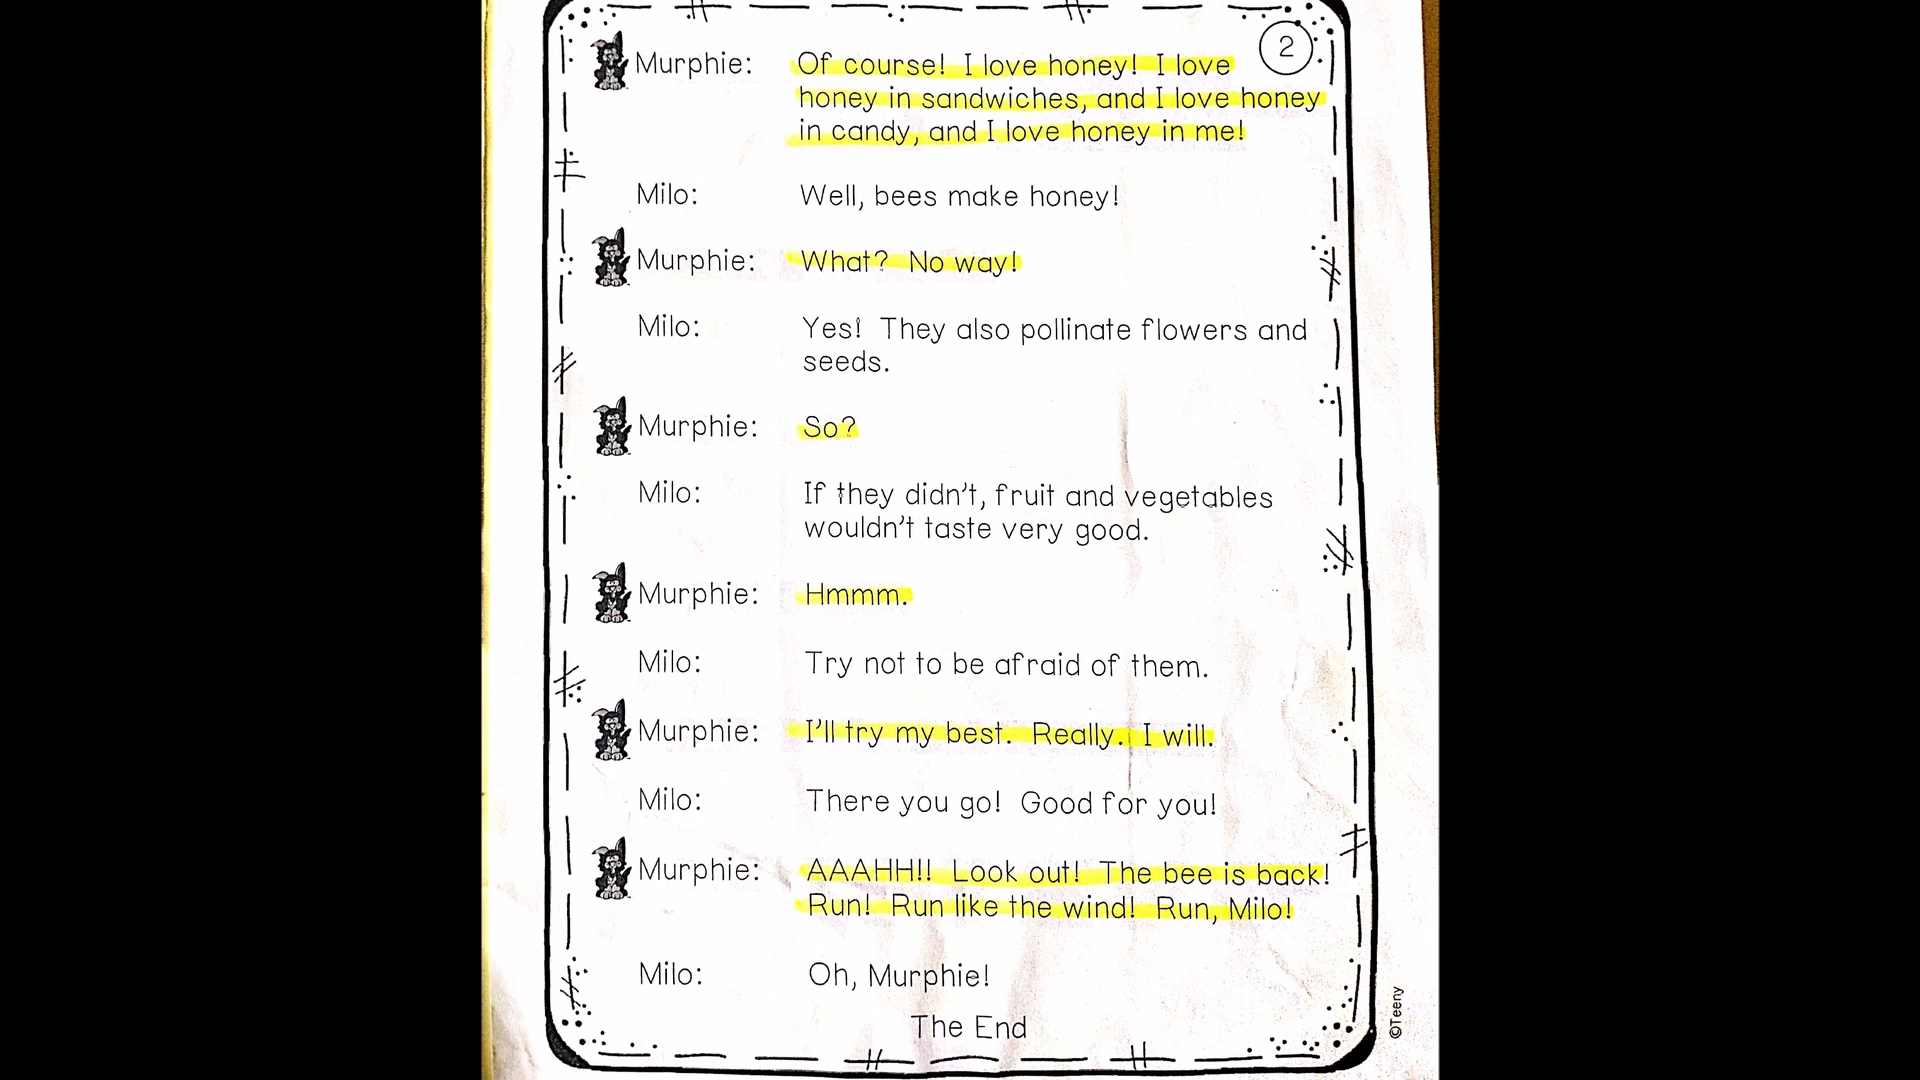 2
Murphie: Of course! I love honey! I love
honey in sandwiches, and I love honey
in candy, and I love honey in me!
Milo: Well, bees make honey!
Murphie: What? No way!
Milo: Yes! They also pollinate flowers and
seeds.
Murphie: So?
Milo: If they didn't, fruit and vegetables
wouldn't taste very good.
Murphie: Hmmm.
Milo: Try not to be afraid of them.
Murphie: I'll try my best. Really. I will.
Milo: There you go! Good for you!
Murphie: AAAHH!! Look out! The bee is back!
Run! Run like the wind! Run, Milo!
Milo: Oh, Murphie!
The End
©Teeny